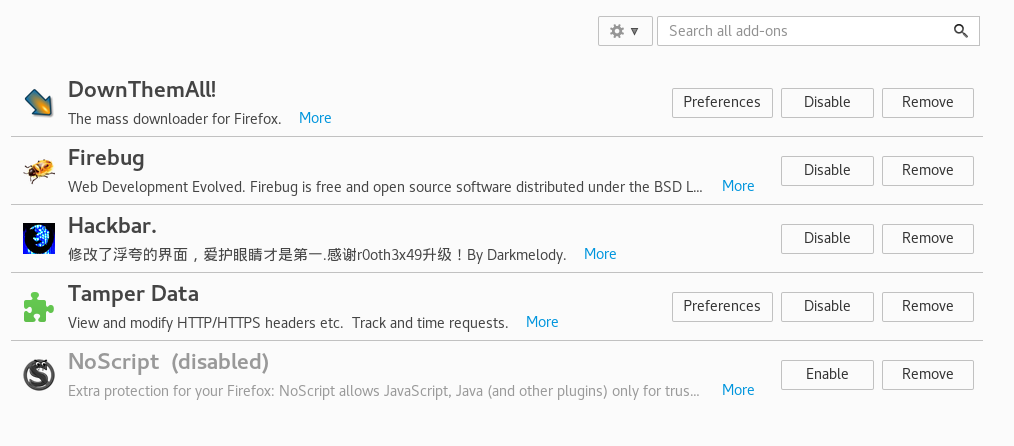 Search all add-ons
DownThemAll!
The mass downloader for Firefox. More
Preferences Disable Remove
Firebug
Web Development Evolved. Firebug is free and open source software distributed under the BSD L... More
Disable Remove
Hackbar.
修改了浮夸的界面，爱护眼睛才是第一.感谢r0oth3x49升级！By Darkmelody. More
Disable Remove
Tamper Data
View and modify HTTP/HTTPS headers etc.  Track and time requests. More
Preferences Disable Remove
NoScript  (disabled)
Extra protection for your Firefox: NoScript allows JavaScript, Java (and other plugins) only for trus... More
Enable Remove